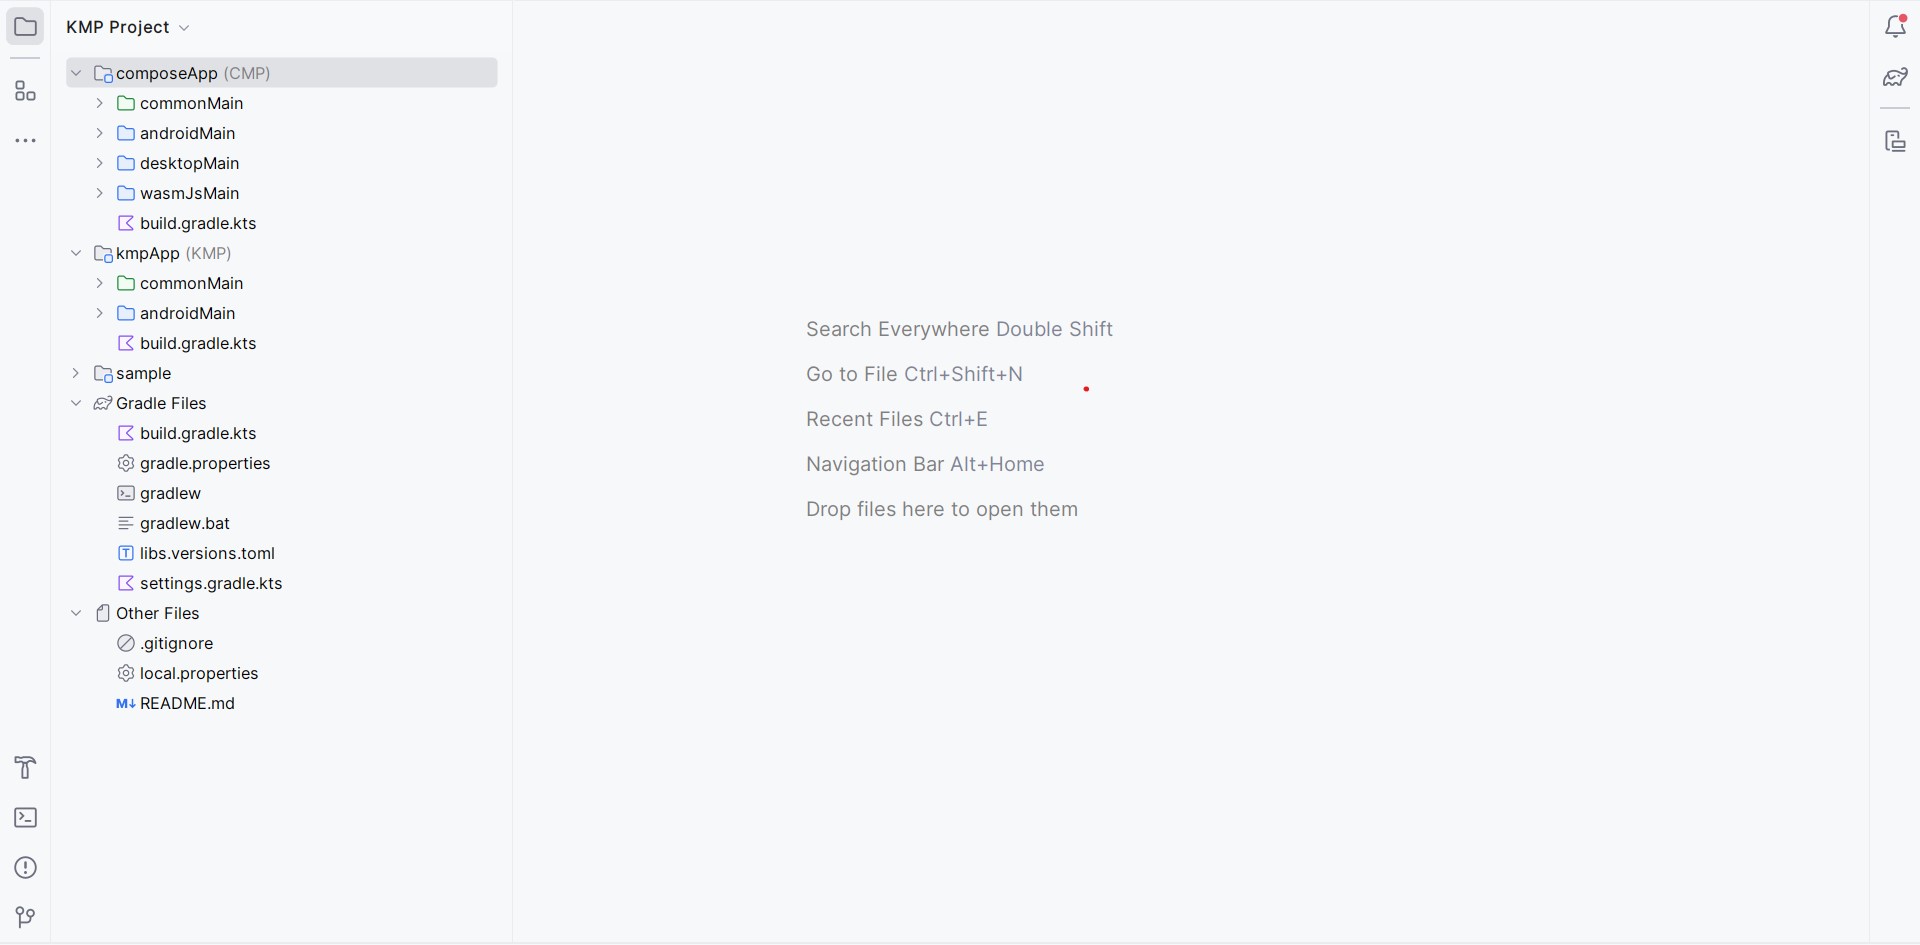 KMP Project
composeApp (CMP)
commonMain
androidMain
desktopMain
wasmJsMain
build.gradle.kts
kmpApp (KMP)
commonMain
androidMain
build.gradle.kts
sample
Gradle Files
build.gradle.kts
gradle.properties
gradlew
gradlew.bat
libs.versions.toml
settings.gradle.kts
Other Files
.gitignore
local.properties
M↓ README.md
Search Everywhere Double Shift
Go to File Ctrl+Shift+N
Recent Files Ctrl+E
Navigation Bar Alt+Home
Drop files here to open them